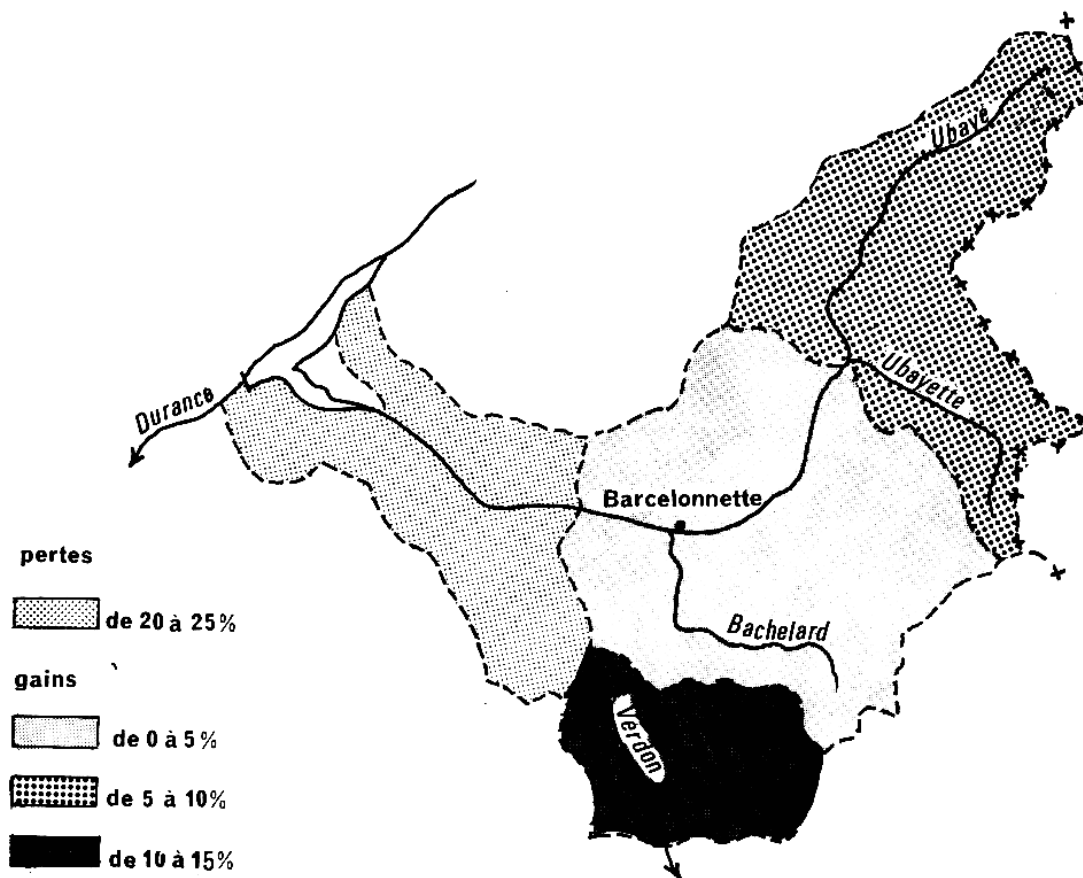 Ubaye
Ubayette
Durance
Barcelonnette
Bachelard
Verdon
pertes
de 20 à 25%
gains
de 0 à 5%
de 5 à 10%
de 10 à 15%